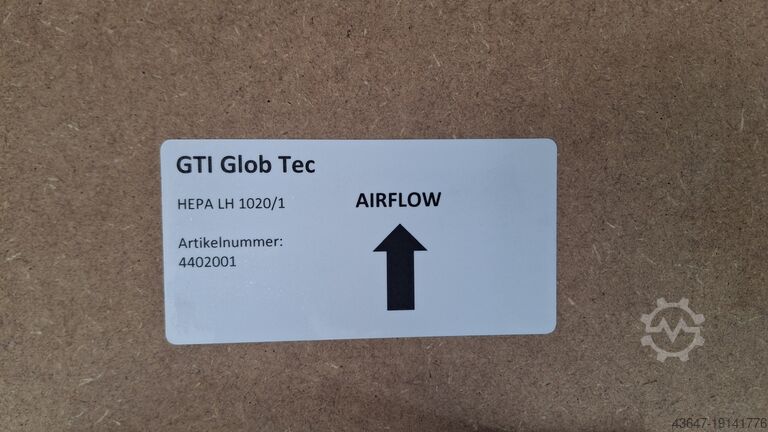 GTI Glob Tec
HEPA LH 1020/1
AIRFLOW
Artikelnummer:
4402001
43647-19141776